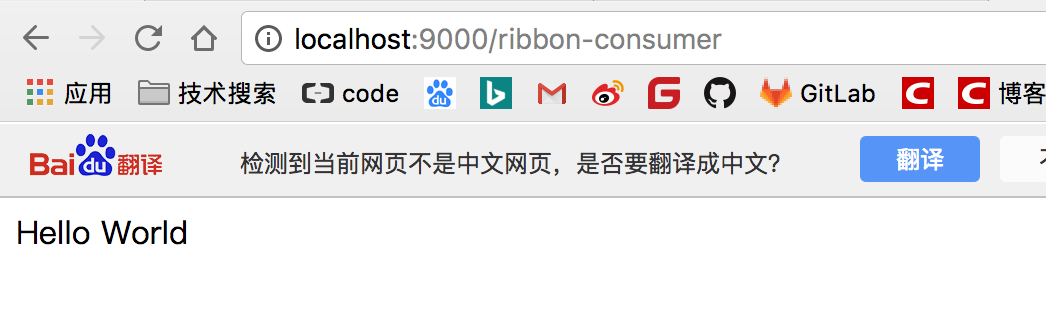 localhost:9000/ribbon-consumer
应用 技术搜索 code GitLab 博客
Bai du 翻译 检测到当前网页不是中文网页，是否要翻译成中文? 翻译
Hello World